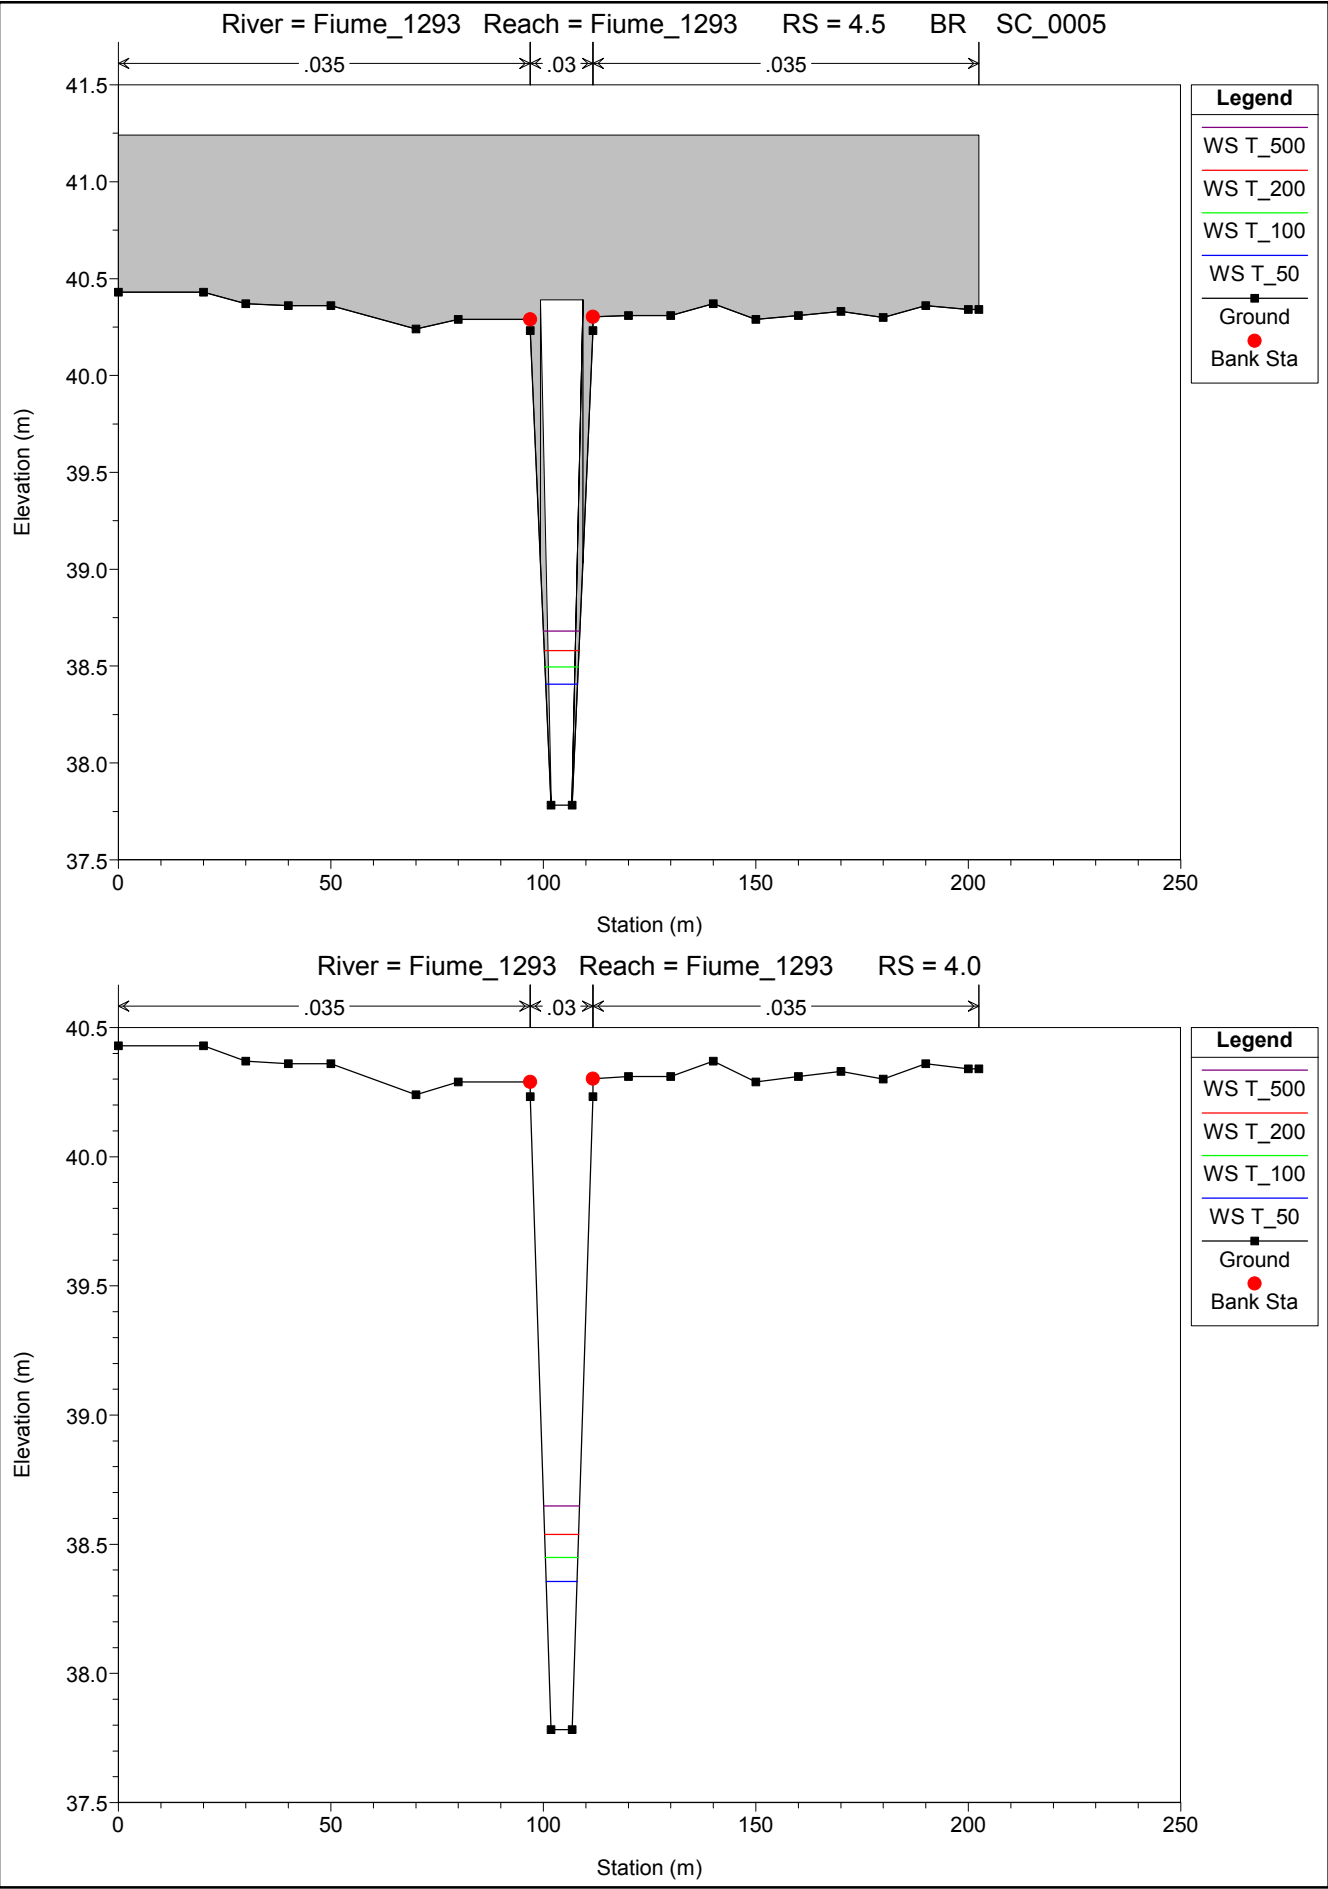 River = Fiume_1293 Reach = Fiume_1293 RS = 4.5 BR SC_0005
.035 .03 .035
41.5
41.0
40.5
40.0
39.5
39.0
38.5
38.0
37.5
Elevation (m)
0 50 100 150 200 250
Station (m)
Legend
WS T_500
WS T_200
WS T_100
WS T_50
Ground
Bank Sta
River = Fiume_1293 Reach = Fiume_1293 RS = 4.0
.035 .03 .035
40.5
40.0
39.5
39.0
38.5
38.0
37.5
Elevation (m)
0 50 100 150 200 250
Station (m)
Legend
WS T_500
WS T_200
WS T_100
WS T_50
Ground
Bank Sta